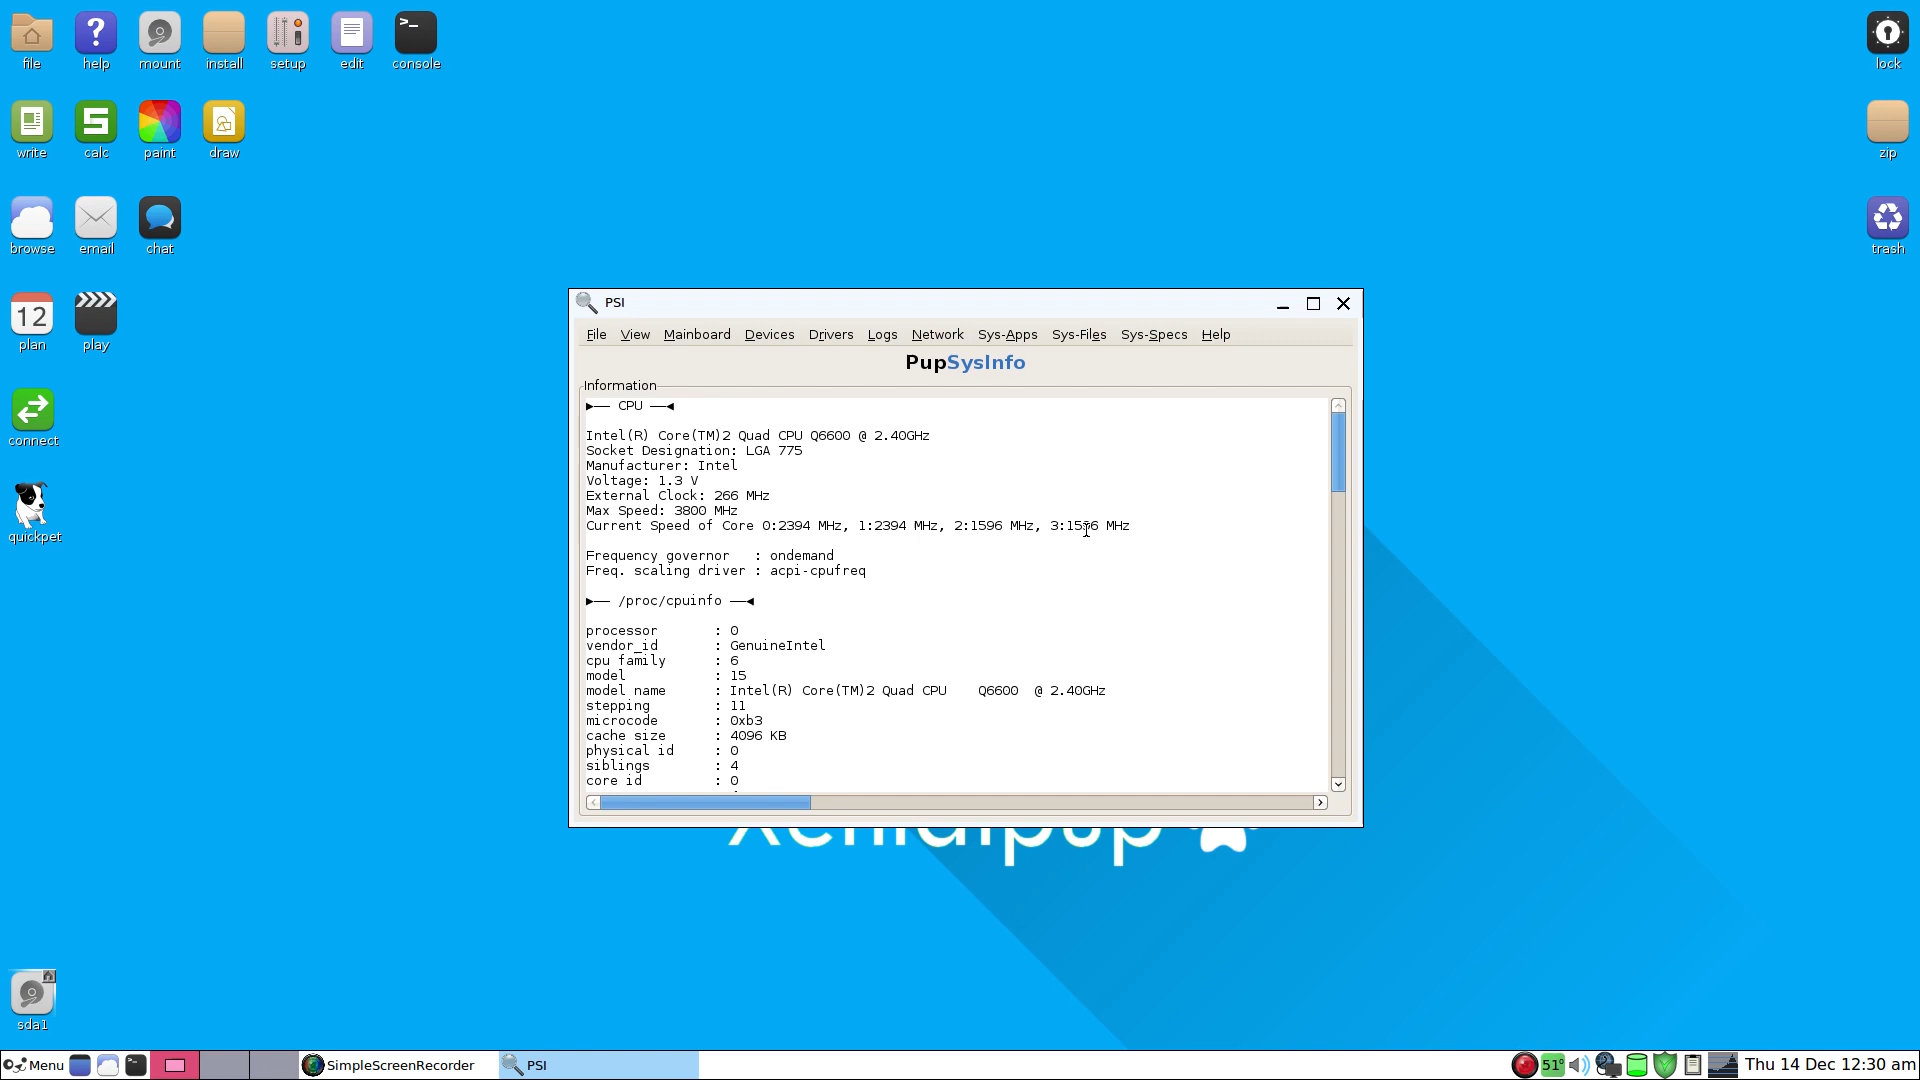 file help mount install setup edit console lock
write calc paint draw zip
browse email chat trash
12
plan play
connect
quickpet
sda1
PSI
File View Mainboard Devices Drivers Logs Network Sys-Apps Sys-Files Sys-Specs Help
PupSysInfo
Information
CPU
Intel(R) Core(TM)2 Quad CPU Q6600 @ 2.40GHz
Socket Designation: LGA 775
Manufacturer: Intel
Voltage: 1.3 V
External Clock: 266 MHz
Max Speed: 3800 MHz
Current Speed of Core 0:2394 MHz, 1:2394 MHz, 2:1596 MHz, 3:1596 MHz
Frequency governor : ondemand
Freq. scaling driver : acpi-cpufreq
/proc/cpuinfo
processor : 0
vendor_id : GenuineIntel
cpu family : 6
model : 15
model name : Intel(R) Core(TM)2 Quad CPU Q6600 @ 2.40GHz
stepping : 11
microcode : 0xb3
cache size : 4096 KB
physical id : 0
siblings : 4
core id : 0
Menu SimpleScreenRecorder PSI 51° Thu 14 Dec 12:30 am